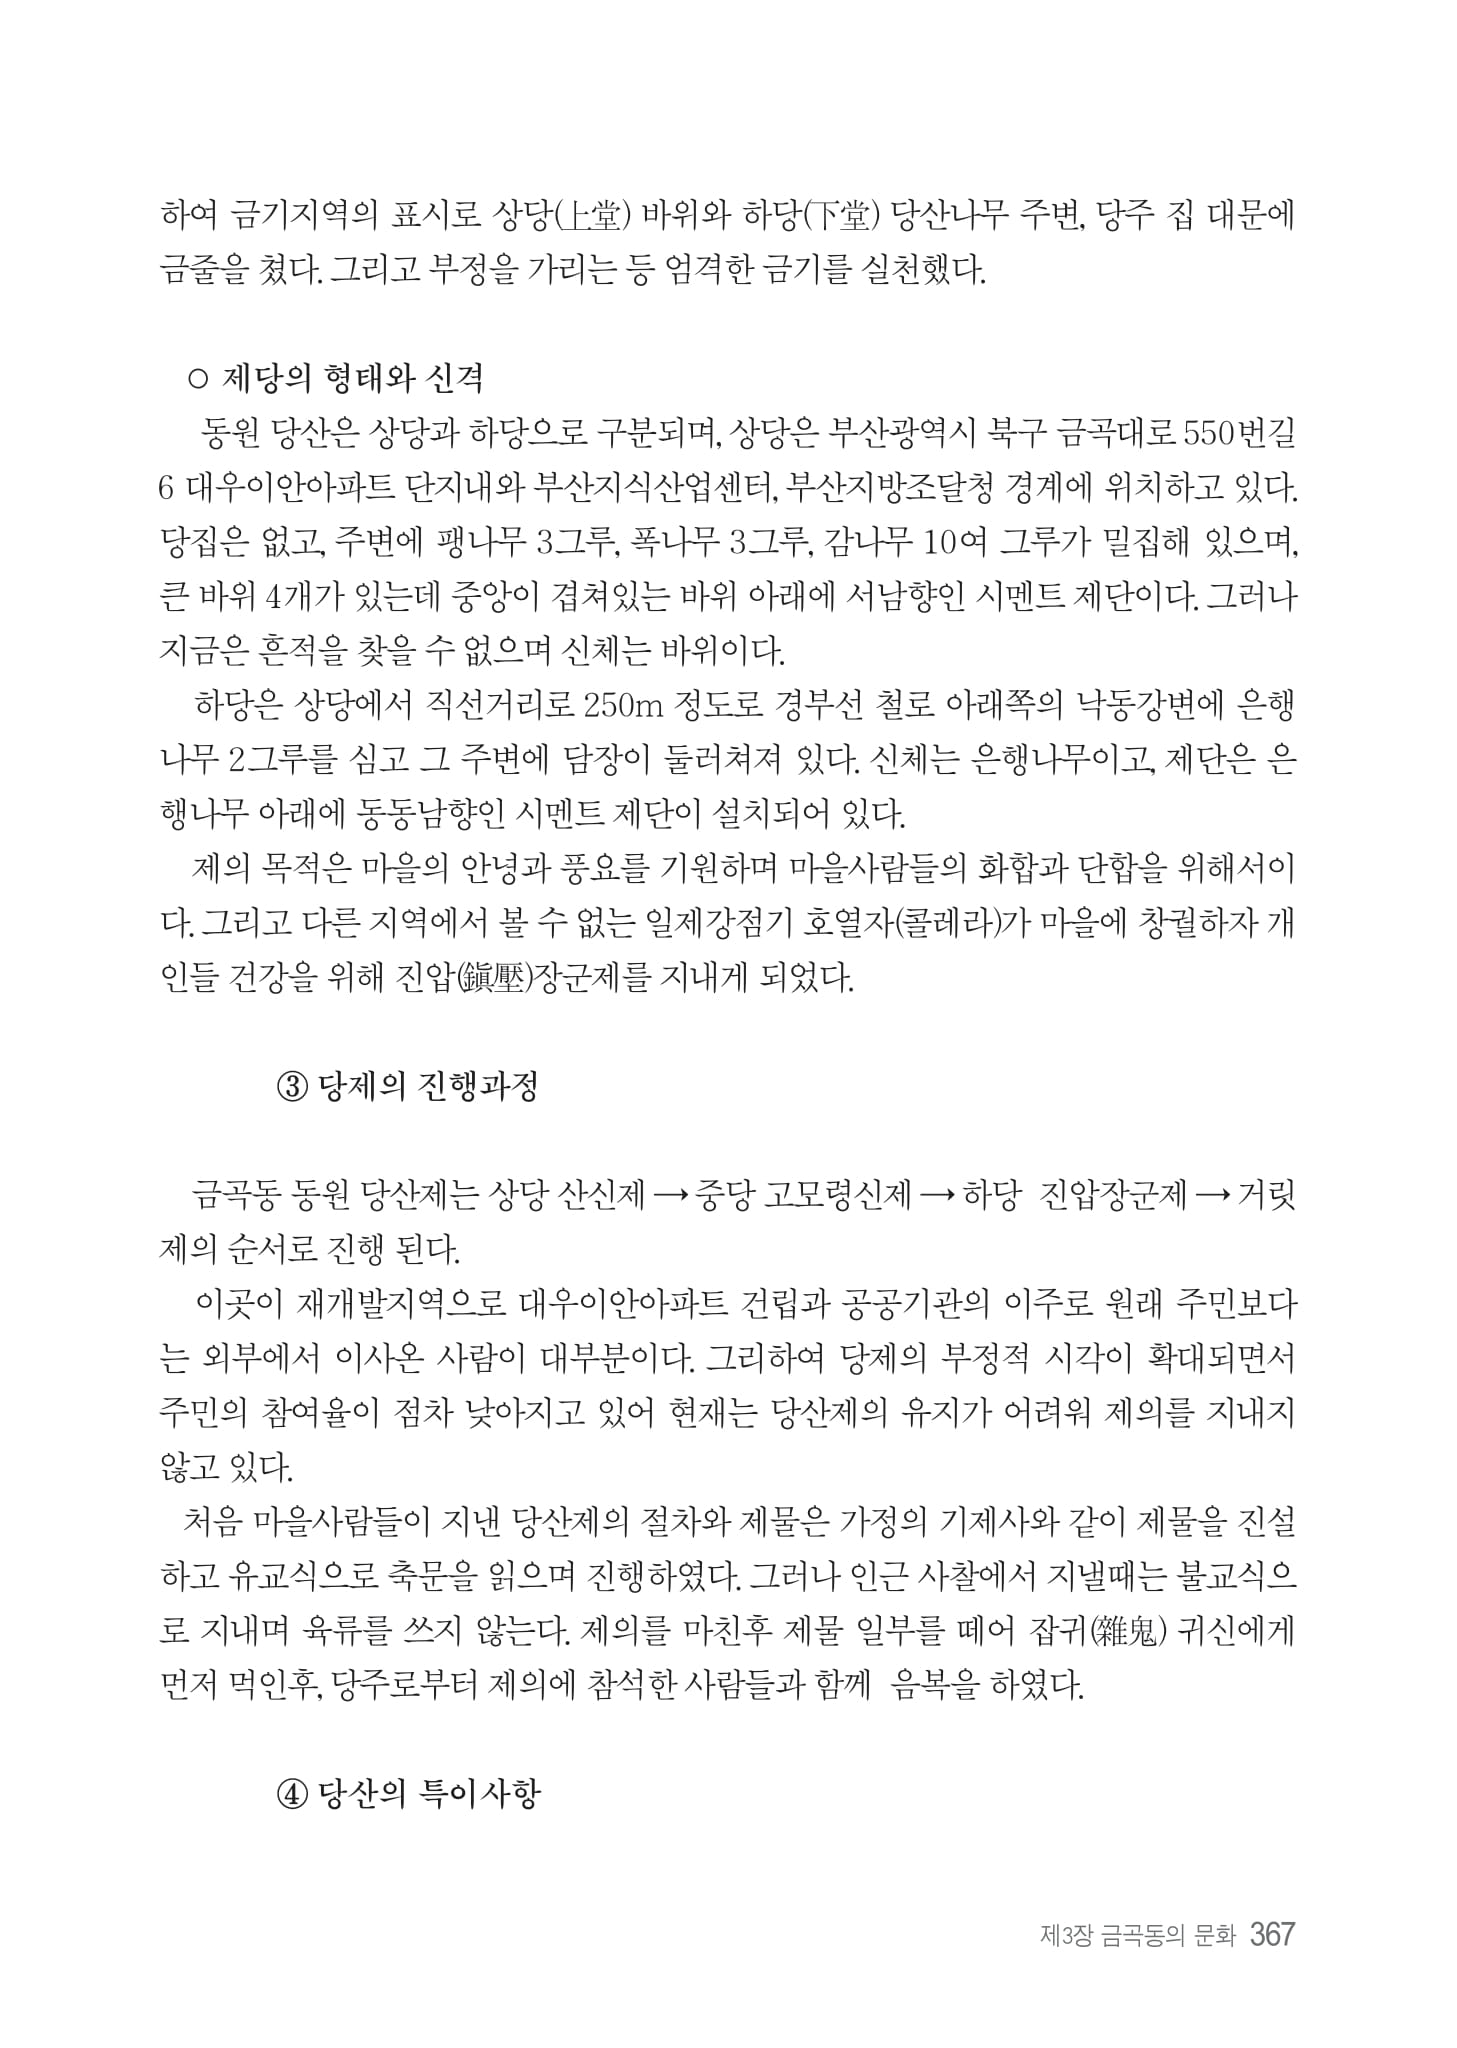 하여 금기지역의 표시로 상당(上堂) 바위와 하당(下堂) 당산나무 주변, 당주 집 대문에
금줄을 쳤다. 그리고 부정을 가리는 등 엄격한 금기를 실천했다.
○ 제당의 형태와 신격
동원 당산은 상당과 하당으로 구분되며, 상당은 부산광역시 북구 금곡대로 550번길
6 대우이안아파트 단지내와 부산지식산업센터, 부산지방조달청 경계에 위치하고 있다.
당집은 없고, 주변에 팽나무 3그루, 폭나무 3그루, 감나무 10여 그루가 밀집해 있으며,
큰 바위 4개가 있는데 중앙이 겹쳐있는 바위 아래에 서남향인 시멘트 제단이다. 그러나
지금은 흔적을 찾을 수 없으며 신체는 바위이다.
하당은 상당에서 직선거리로 250m 정도로 경부선 철로 아래쪽의 낙동강변에 은행
나무 2그루를 심고 그 주변에 담장이 둘러쳐져 있다. 신체는 은행나무이고, 제단은 은
행나무 아래에 동동남향인 시멘트 제단이 설치되어 있다.
제의 목적은 마을의 안녕과 풍요를 기원하며 마을사람들의 화합과 단합을 위해서이
다. 그리고 다른 지역에서 볼 수 없는 일제강점기 호열자(콜레라)가 마을에 창궐하자 개
인들 건강을 위해 진압(鎭壓)장군제를 지내게 되었다.
③ 당제의 진행과정
금곡동 동원 당산제는 상당 산신제 → 중당 고모령신제 → 하당 진압장군제 → 거릿
제의 순서로 진행 된다.
이곳이 재개발지역으로 대우이안아파트 건립과 공공기관의 이주로 원래 주민보다
는 외부에서 이사온 사람이 대부분이다. 그리하여 당제의 부정적 시각이 확대되면서
주민의 참여율이 점차 낮아지고 있어 현재는 당산제의 유지가 어려워 제의를 지내지
않고 있다.
처음 마을사람들이 지낸 당산제의 절차와 제물은 가정의 기제사와 같이 제물을 진설
하고 유교식으로 축문을 읽으며 진행하였다. 그러나 인근 사찰에서 지낼때는 불교식으
로 지내며 육류를 쓰지 않는다. 제의를 마친후 제물 일부를 떼어 잡귀(雜鬼) 귀신에게
먼저 먹인후, 당주로부터 제의에 참석한 사람들과 함께 음복을 하였다.
④ 당산의 특이사항
제3장 금곡동의 문화 367